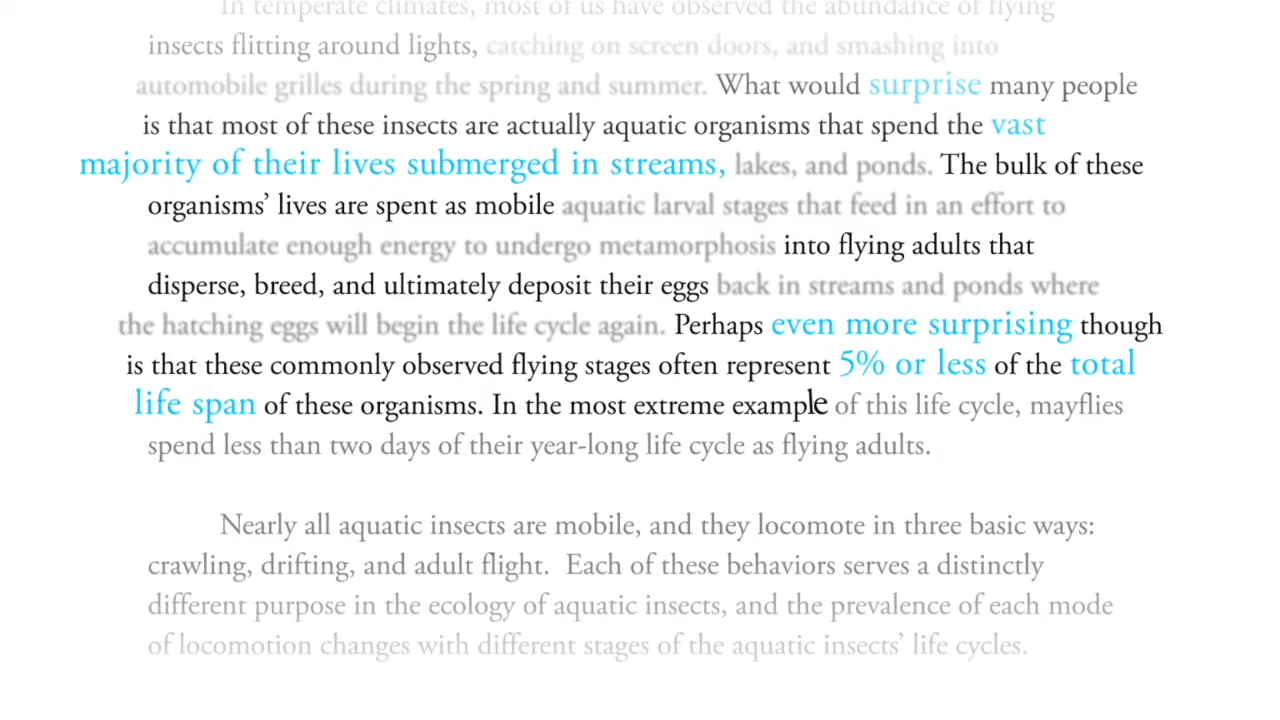 In temperate climates, most of us have observed the abundance of flying
insects flitting around lights, catching on screen doors, and smashing into
automobile grilles during the spring and summer. What would surprise many people
is that most of these insects are actually aquatic organisms that spend the vast
majority of their lives submerged in streams, lakes, and ponds. The bulk of these
organisms’ lives are spent as mobile aquatic larval stages that feed in an effort to
accumulate enough energy to undergo metamorphosis into flying adults that
disperse, breed, and ultimately deposit their eggs back in streams and ponds where
the hatching eggs will begin the life cycle again. Perhaps even more surprising though
is that these commonly observed flying stages often represent 5% or less of the total
life span of these organisms. In the most extreme example of this life cycle, mayflies
spend less than two days of their year-long life cycle as flying adults.
Nearly all aquatic insects are mobile, and they locomote in three basic ways:
crawling, drifting, and adult flight. Each of these behaviors serves a distinctly
different purpose in the ecology of aquatic insects, and the prevalence of each mode
of locomotion changes with different stages of the aquatic insects’ life cycles.